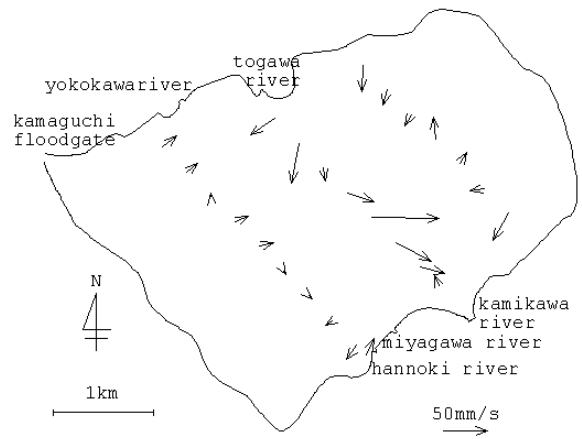 togawa
river
yokokawariver
kamaguchi
floodgate
N
kamikawa
river
miyagawa river
hannoki river
1km
50mm/s